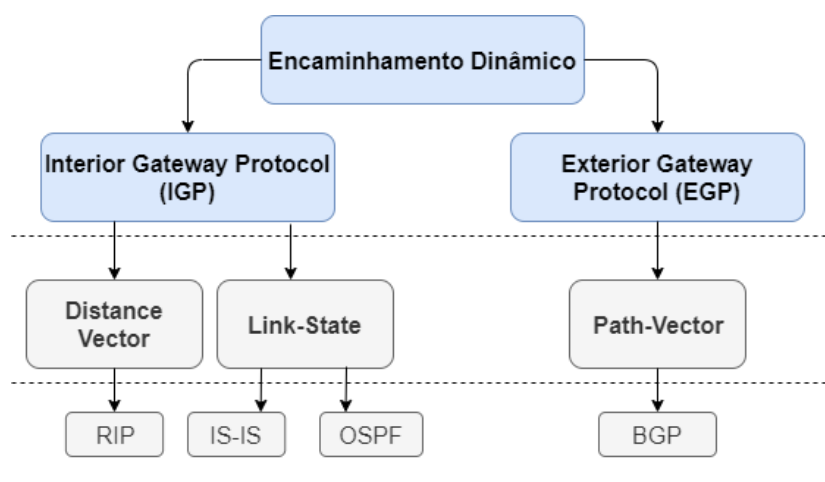 Encaminhamento Dinâmico
Interior Gateway Protocol
(IGP)
Exterior Gateway
Protocol (EGP)
Distance
Vector
Link-State
Path-Vector
RIP
IS-IS
OSPF
BGP